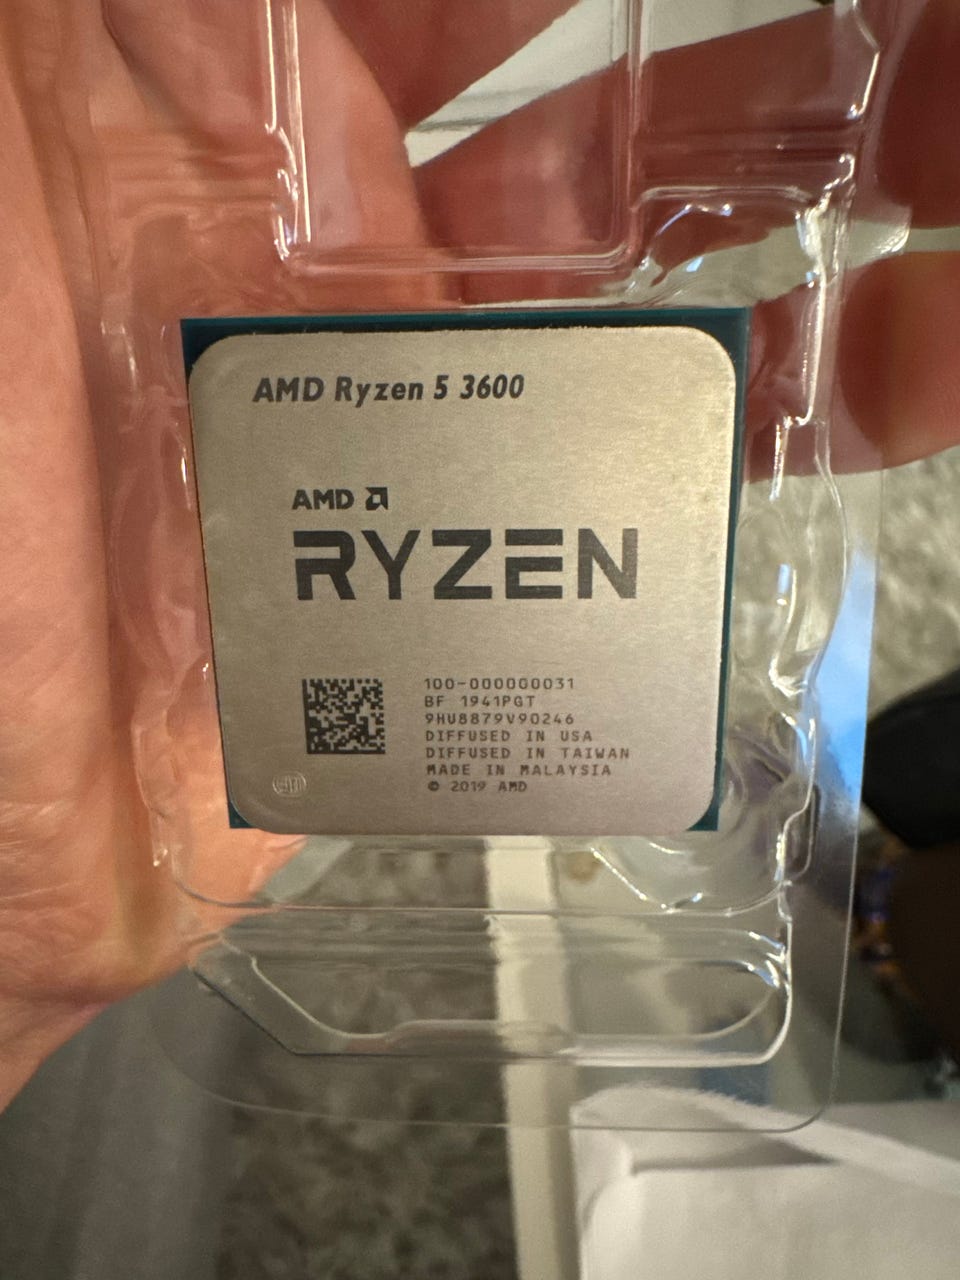 AMD Ryzen 5 3600
AMD
RYZEN
100-000000031
BF 1941PGT
9HU8879V90246
DIFFUSED IN USA
DIFFUSED IN TAIWAN
MADE IN MALAYSIA
© 2019 AMD